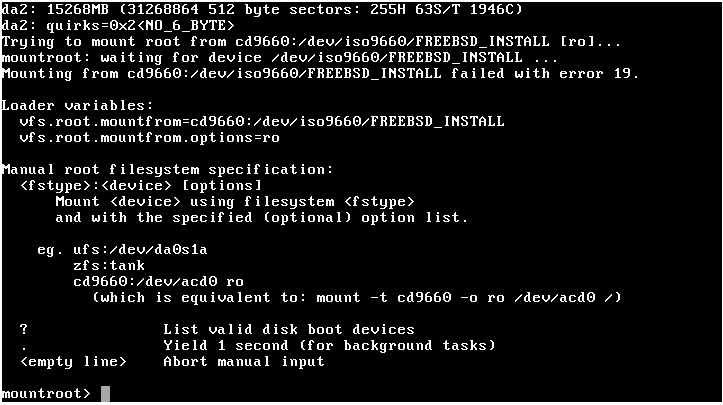 da2: 15268MB (31268864 512 byte sectors: 255H 63S/T 1946C)
da2: quirks=0x2<NO_6_BYTE>
Trying to mount root from cd9660:/dev/iso9660/FREEBSD_INSTALL [ro]...
mountroot: waiting for device /dev/iso9660/FREEBSD_INSTALL ...
Mounting from cd9660:/dev/iso9660/FREEBSD_INSTALL failed with error 19.
Loader variables:
vfs.root.mountfrom=cd9660:/dev/iso9660/FREEBSD_INSTALL
vfs.root.mountfrom.options=ro
Manual root filesystem specification:
<fstype>:<device> [options]
Mount <device> using filesystem <fstype>
and with the specified (optional) option list.
eg. ufs:/dev/da0s1a
zfs:tank
cd9660:/dev/acd0 ro
(which is equivalent to: mount -t cd9660 -o ro /dev/acd0 /)
? List valid disk boot devices
. Yield 1 second (for background tasks)
<empty line> Abort manual input
mountroot>